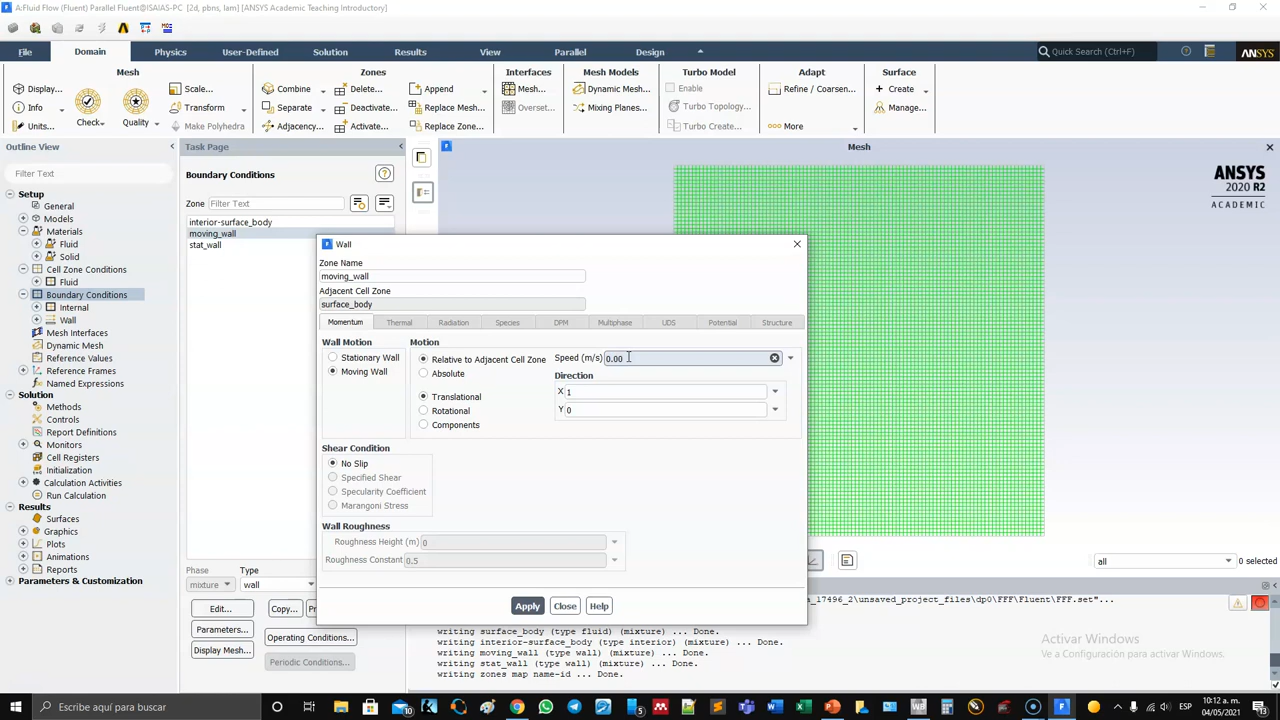 A:Fluid Flow (Fluent) Parallel Fluent@ISAIAS-PC [2d, pbns, lam] [ANSYS Academic Teaching Introductory]
File Domain Physics User-Defined Solution Results View Parallel Design Quick Search (Ctrl+F) ANSYS
Mesh Zones Interfaces Mesh Models Turbo Model Adapt Surface
Display... Scale... Combine Delete... Append Mesh... Dynamic Mesh... Enable Refine / Coarsen... Create
Info Check Quality Transform Separate Deactivate... Replace Mesh... Overset... Mixing Planes... Turbo Topology... Manage...
Units... Make Polyhedra Adjacency... Activate... Replace Zone... Turbo Create... More
Outline View
Filter Text
Setup
General
Models
Materials
Fluid
Solid
Cell Zone Conditions
Fluid
Boundary Conditions
Internal
Wall
Mesh Interfaces
Dynamic Mesh
Reference Values
Reference Frames
Named Expressions
Solution
Methods
Controls
Report Definitions
Monitors
Cell Registers
Initialization
Calculation Activities
Run Calculation
Results
Surfaces
Graphics
Plots
Animations
Reports
Parameters & Customization
Task Page
Boundary Conditions
Zone Filter Text
interior-surface_body
moving_wall
stat_wall
Phase Type
mixture wall
Edit... Copy...
Parameters... Operating Conditions...
Display Mesh... Periodic Conditions...
Mesh
ANSYS
2020 R2
ACADEMIC
Wall
Zone Name
moving_wall
Adjacent Cell Zone
surface_body
Momentum Thermal Radiation Species DPM Multiphase UDS Potential Structure
Wall Motion Motion
Stationary Wall
Moving Wall
Relative to Adjacent Cell Zone
Absolute
Translational
Rotational
Components
Speed (m/s) 0.00
Direction
X 1
Y 0
Shear Condition
No Slip
Specified Shear
Specularity Coefficient
Marangoni Stress
Wall Roughness
Roughness Height (m) 0
Roughness Constant 0.5
Apply Close Help
all 0 selected
a_17496_2\unsaved_project_files\dp0\FFF\Fluent\FFF.set"...
writing surface_body (type fluid) (mixture) ... Done.
writing interior-surface_body (type interior) (mixture) ... Done.
writing moving_wall (type wall) (mixture) ... Done.
writing stat_wall (type wall) (mixture) ... Done.
writing zones map name-id ... Done.
Activar Windows
Ve a Configuración para activar Windows.
Escribe aquí para buscar
ESP
10:12 a.m.
04/05/2021